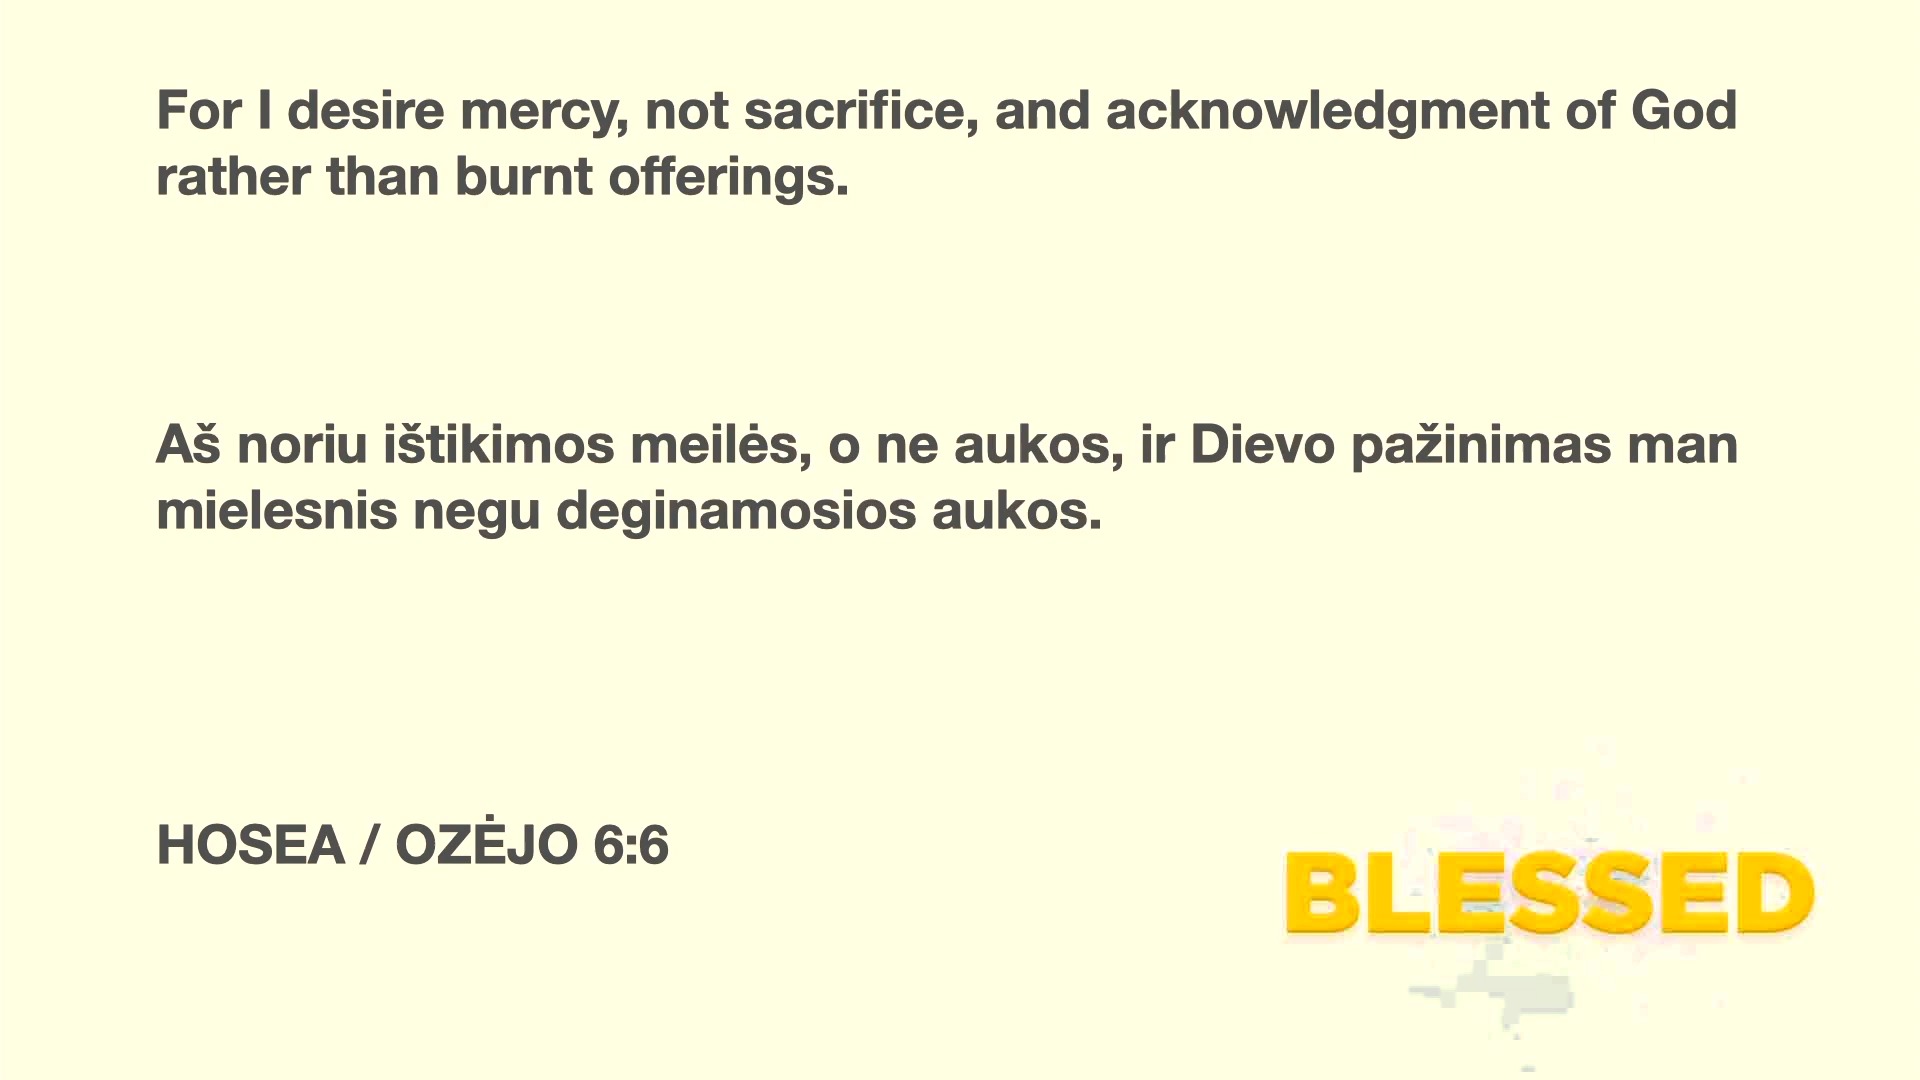 For I desire mercy, not sacrifice, and acknowledgment of God
rather than burnt offerings.
Aš noriu ištikimos meilės, o ne aukos, ir Dievo pažinimas man
mielesnis negu deginamosios aukos.
HOSEA / OZĖJO 6:6
BLESSED